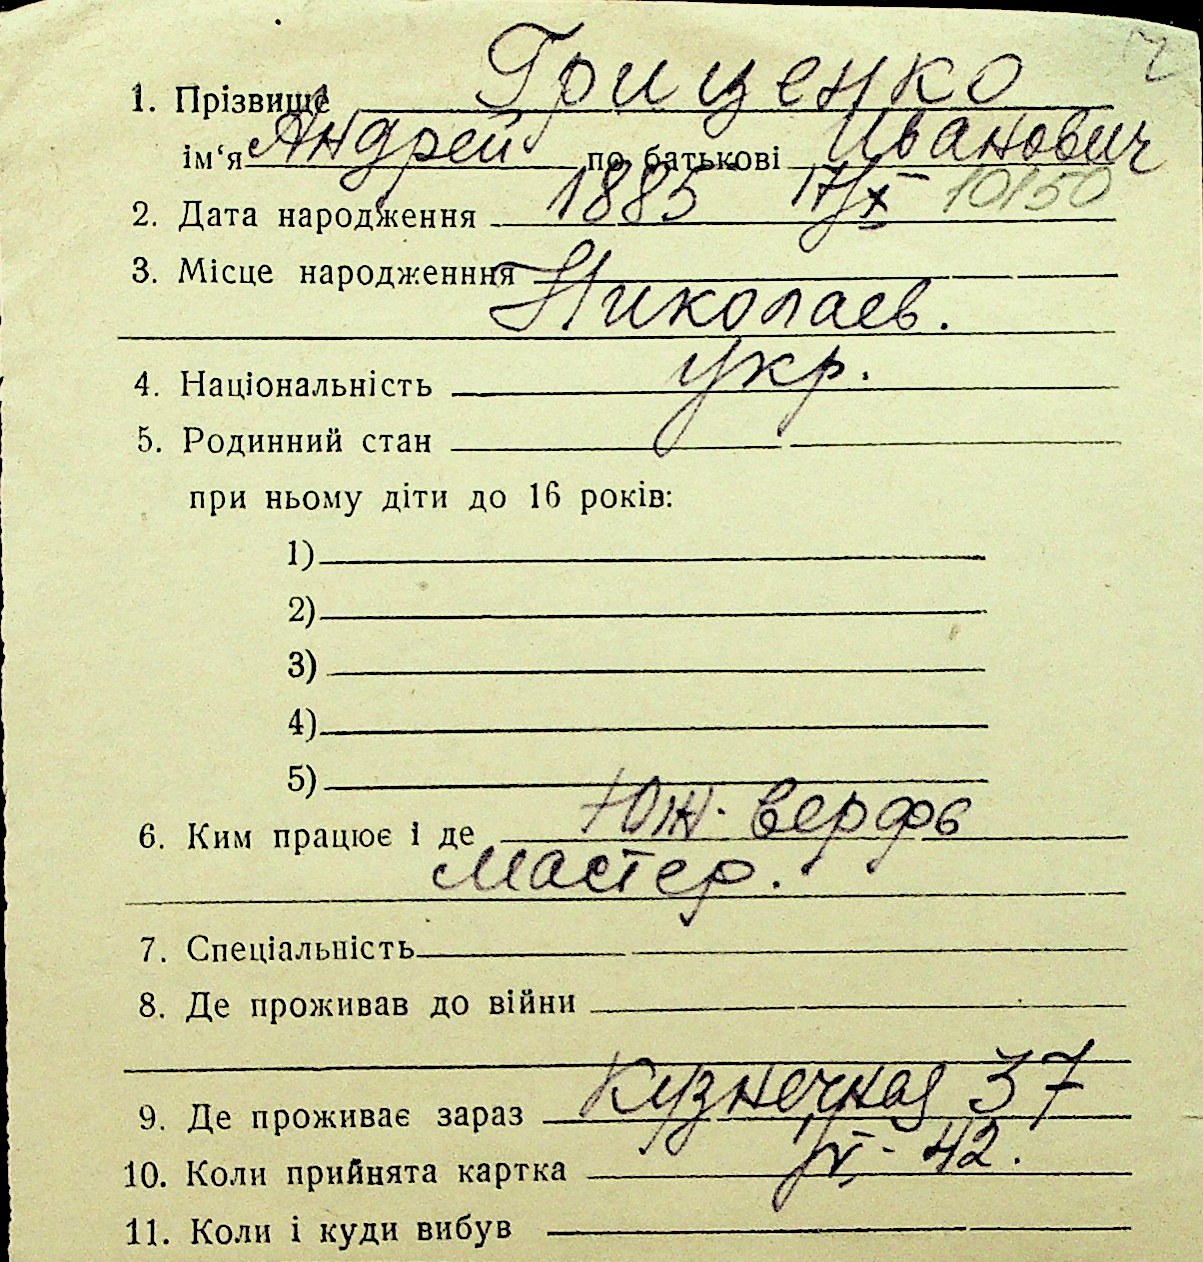 1. Прізвище Гриценко
ім‘я Андрей по батькові Иванович
2. Дата народження 1885 17/X 10150
3. Місце народженння
Николаев.
4. Національність укр.
5. Родинний стан
при ньому діти до 16 років:
1)
2)
3)
4)
5)
6. Ким працює і де Юж. верфь
мастер.
7. Спеціальність
8. Де проживав до війни
9. Де проживає зараз Кузнечная 37
10. Коли прийнята картка 42.
11. Коли і куди вибув